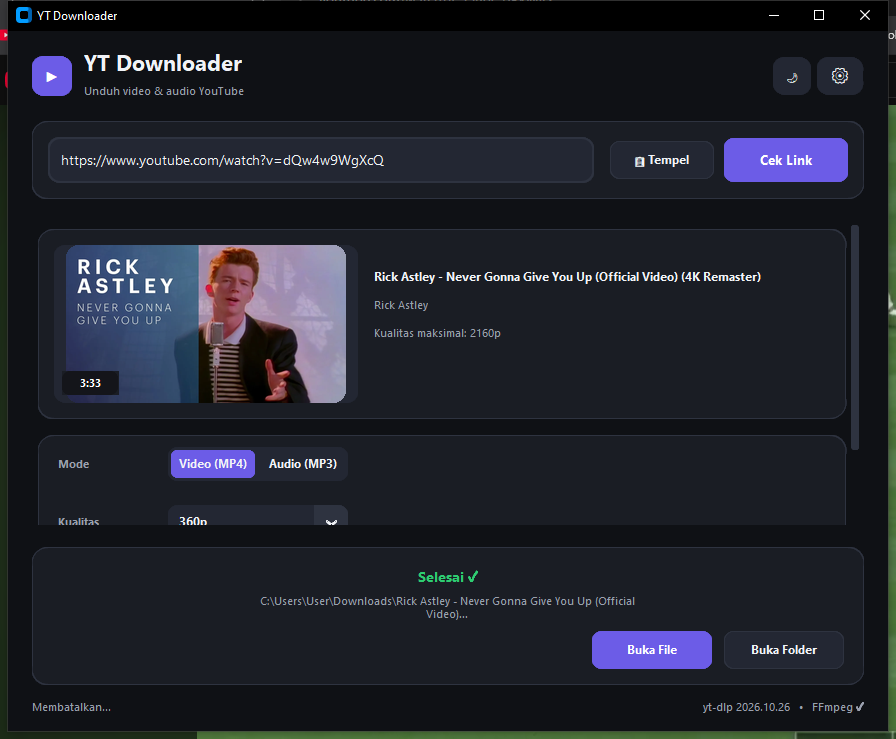 YT Downloader
YT Downloader
Unduh video & audio YouTube
https://www.youtube.com/watch?v=dQw4w9WgXcQ
Tempel
Cek Link
RICK
ASTLEY
NEVER GONNA
GIVE YOU UP
3:33
Rick Astley - Never Gonna Give You Up (Official Video) (4K Remaster)
Rick Astley
Kualitas maksimal: 2160p
Mode
Video (MP4)
Audio (MP3)
Kualitas
360p
Selesai ✓
C:\Users\User\Downloads\Rick Astley - Never Gonna Give You Up (Official
Video)...
Buka File
Buka Folder
Membatalkan...
yt-dlp 2026.10.26 • FFmpeg ✓